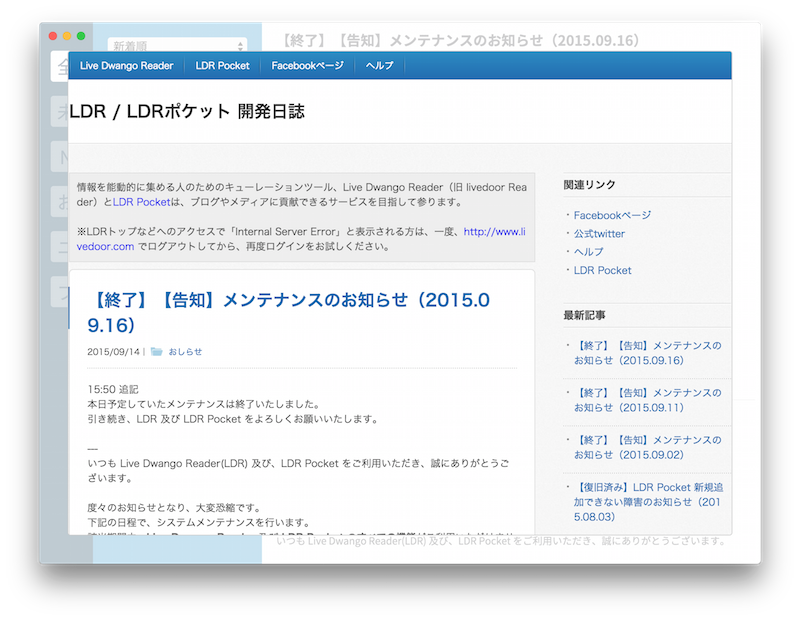 新着順
【終了】【告知】メンテナンスのお知らせ（2015.09.16）
Live Dwango Reader
LDR Pocket
Facebookページ
ヘルプ
LDR / LDRポケット 開発日誌
情報を能動的に集める人のためのキューレーションツール、Live Dwango Reader（旧 livedoor Rea
der）とLDR Pocketは、ブログやメディアに貢献できるサービスを目指して参ります。
※LDRトップなどへのアクセスで「Internal Server Error」と表示される方は、一度、http://www.li
vedoor.com でログアウトしてから、再度ログインをお試しください。
【終了】【告知】メンテナンスのお知らせ（2015.0
9.16）
2015/09/14 |
おしらせ
15:50 追記
本日予定していたメンテナンスは終了いたしました。
引き続き、LDR 及び LDR Pocket をよろしくお願いいたします。
—
いつも Live Dwango Reader(LDR) 及び、LDR Pocket をご利用いただき、誠にありがとうご
ざいます。
度々のお知らせとなり、大変恐縮です。
下記の日程で、システムメンテナンスを行います。
関連リンク
・Facebookページ
・公式twitter
・ヘルプ
・LDR Pocket
最新記事
・【終了】【告知】メンテナンスの
お知らせ（2015.09.16）
・【終了】【告知】メンテナンスの
お知らせ（2015.09.11）
・【終了】【告知】メンテナンスの
お知らせ（2015.09.02）
・【復旧済み】LDR Pocket 新規追
加できない障害のお知らせ（201
5.08.03）
いつも Live Dwango Reader(LDR) 及び、LDR Pocket をご利用いただき、誠にありがとうございます。